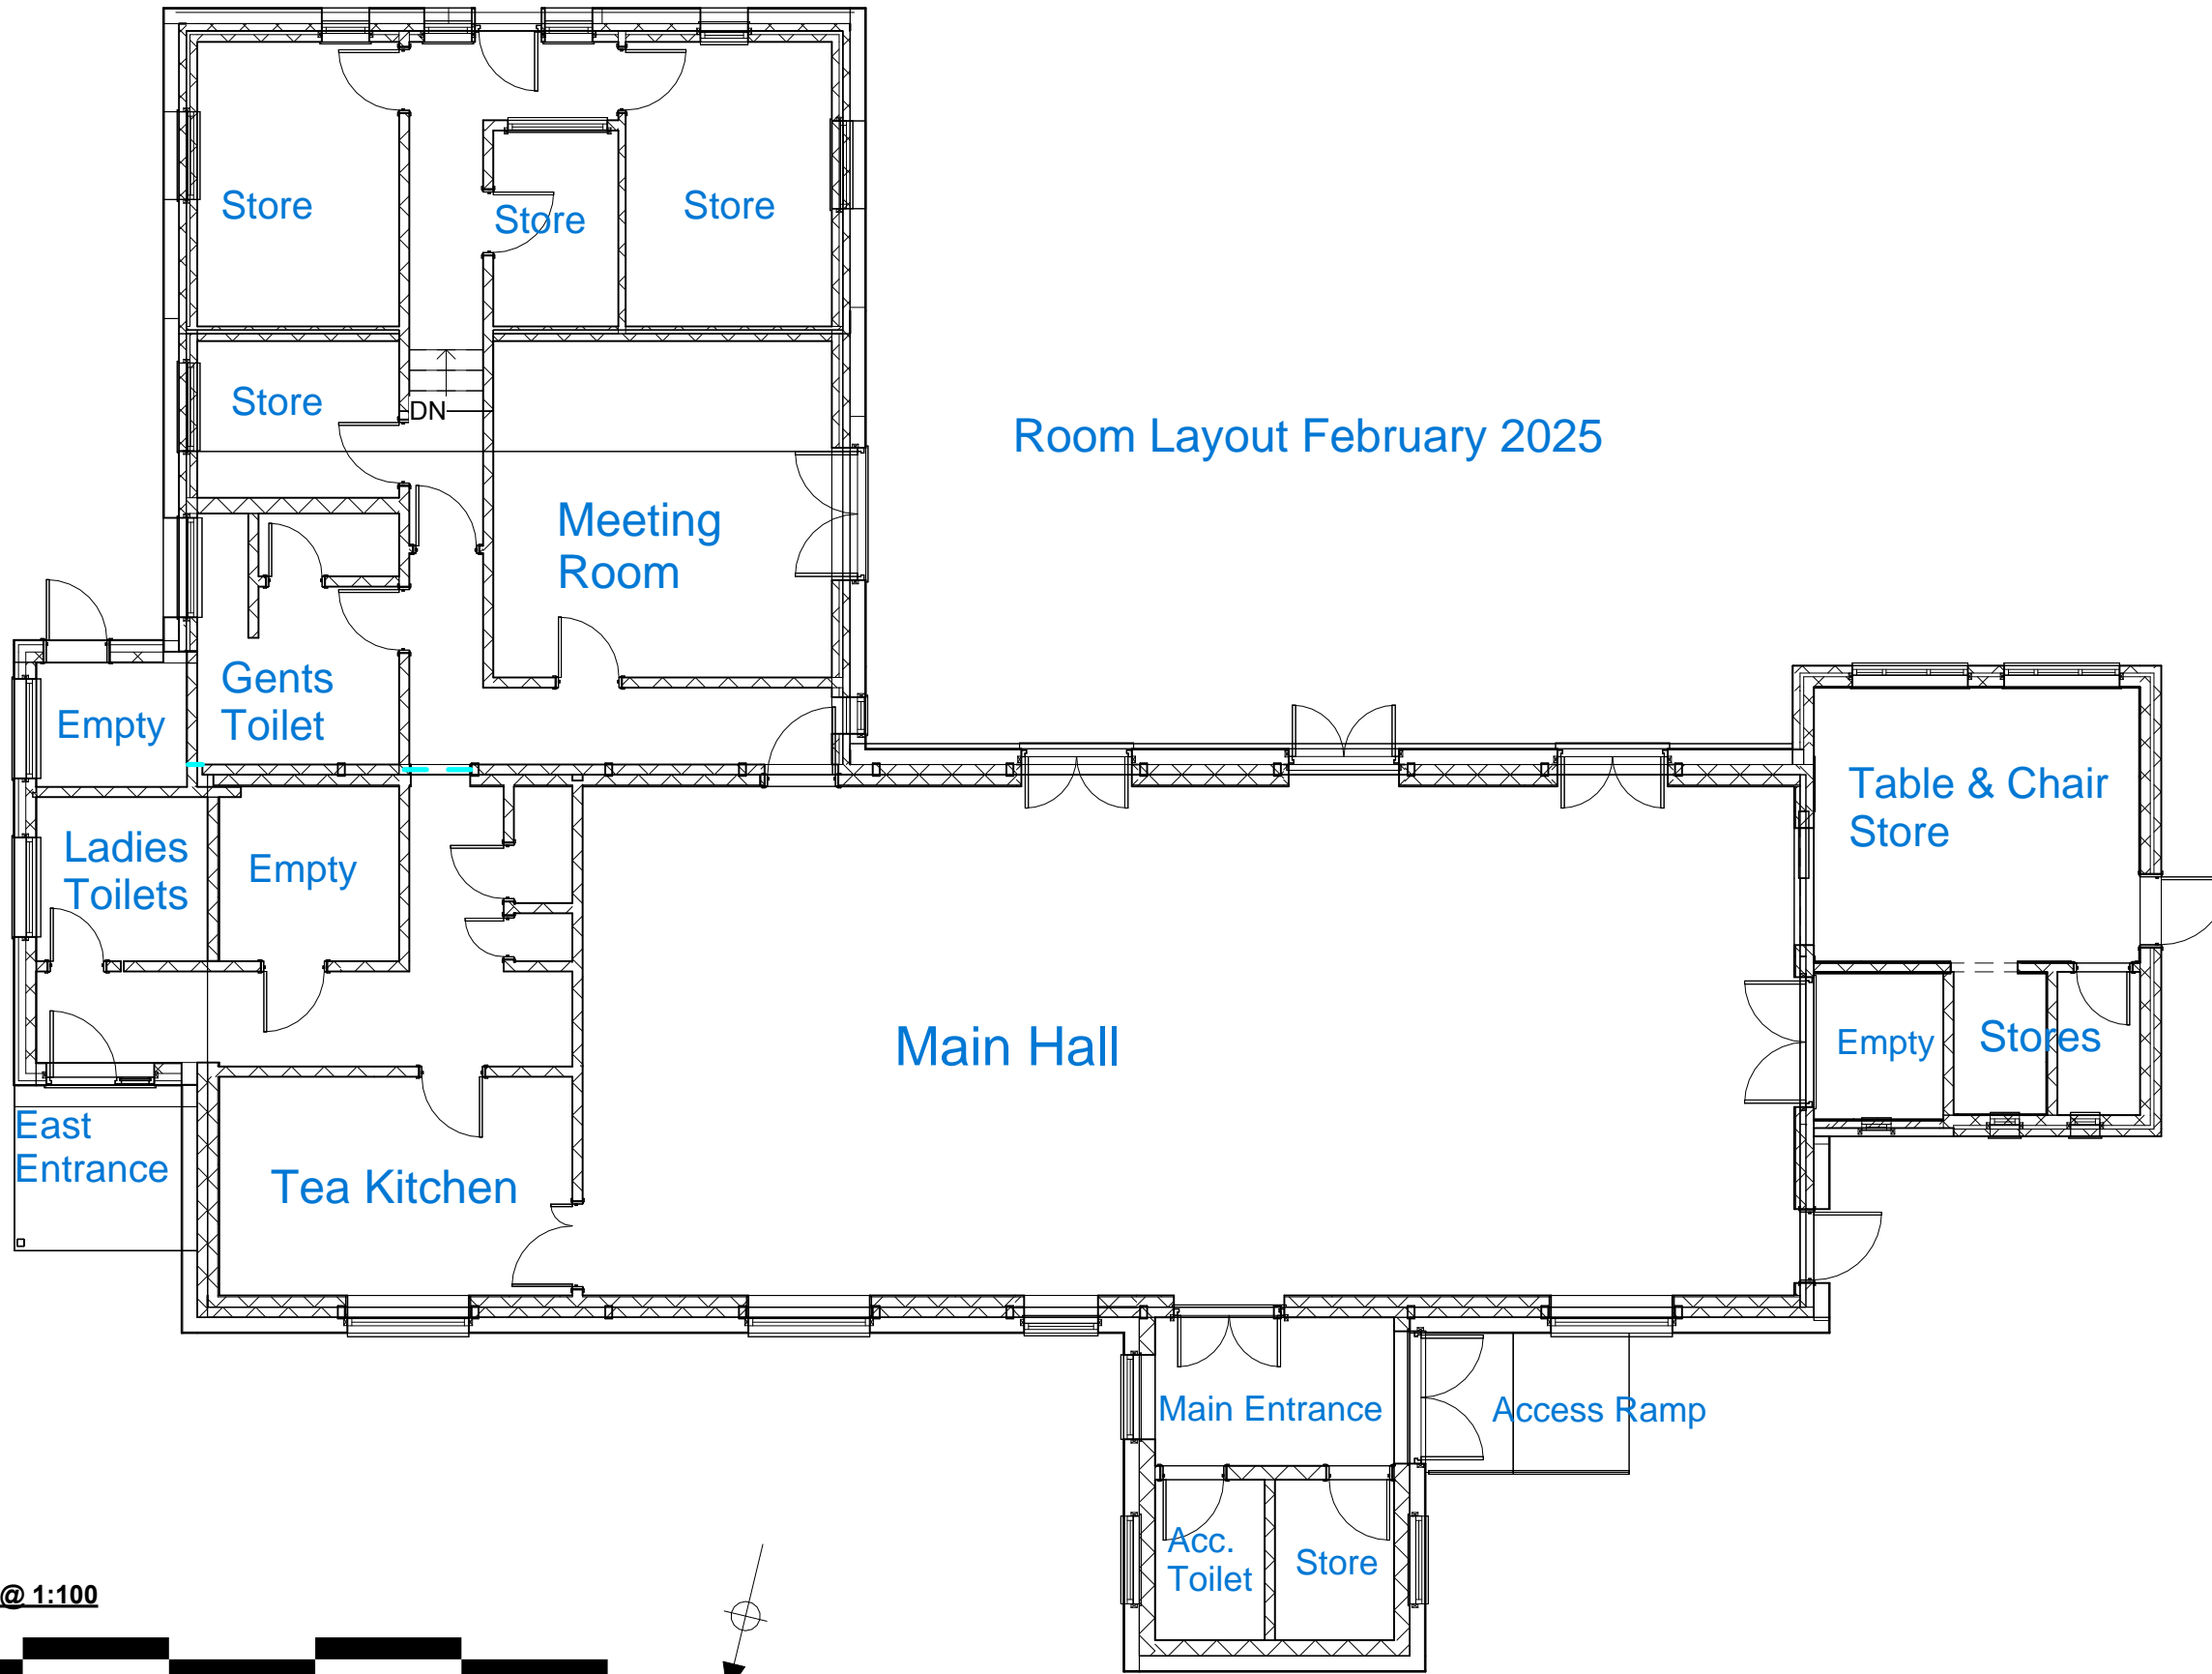 Store
Store
Store
Store
DN
Room Layout February 2025
Meeting
Room
Gents
Toilet
Empty
Table & Chair
Store
Ladies
Toilets
Empty
Main Hall
Empty
Stores
East
Entrance
Tea Kitchen
Main Entrance
Access Ramp
Acc.
Toilet
Store
@ 1:100